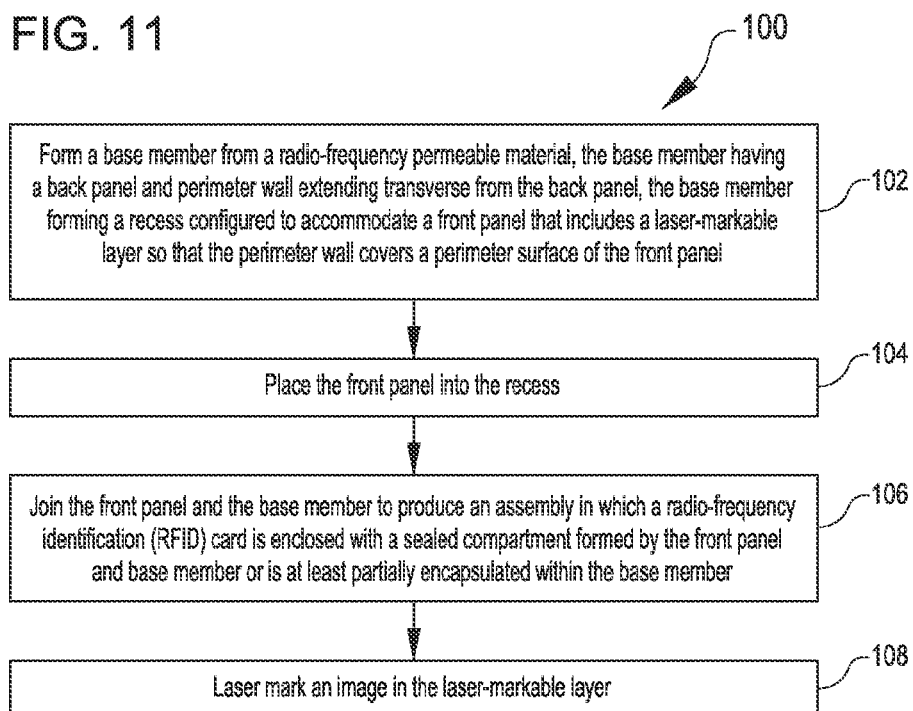 FIG. 11
100
Form a base member from a radio-frequency permeable material, the base member having
a back panel and perimeter wall extending transverse from the back panel, the base member
forming a recess configured to accommodate a front panel that includes a laser-markable
layer so that the perimeter wall covers a perimeter surface of the front panel
102
Place the front panel into the recess
104
Join the front panel and the base member to produce an assembly in which a radio-frequency
identification (RFID) card is enclosed with a sealed compartment formed by the front panel
and base member or is at least partially encapsulated within the base member
106
Laser mark an image in the laser-markable layer
108